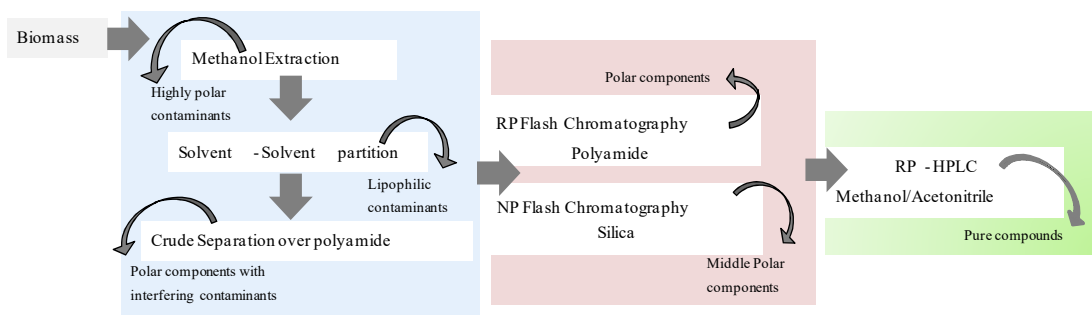 Biomass
Methanol Extraction
Highly polar
contaminants
Solvent - Solvent partition
Lipophilic
contaminants
Crude Separation over polyamide
Polar components with
interfering contaminants
Polar components
RP Flash Chromatography
Polyamide
NP Flash Chromatography
Silica
Middle Polar
components
RP - HPLC
Methanol/Acetonitrile
Pure compounds